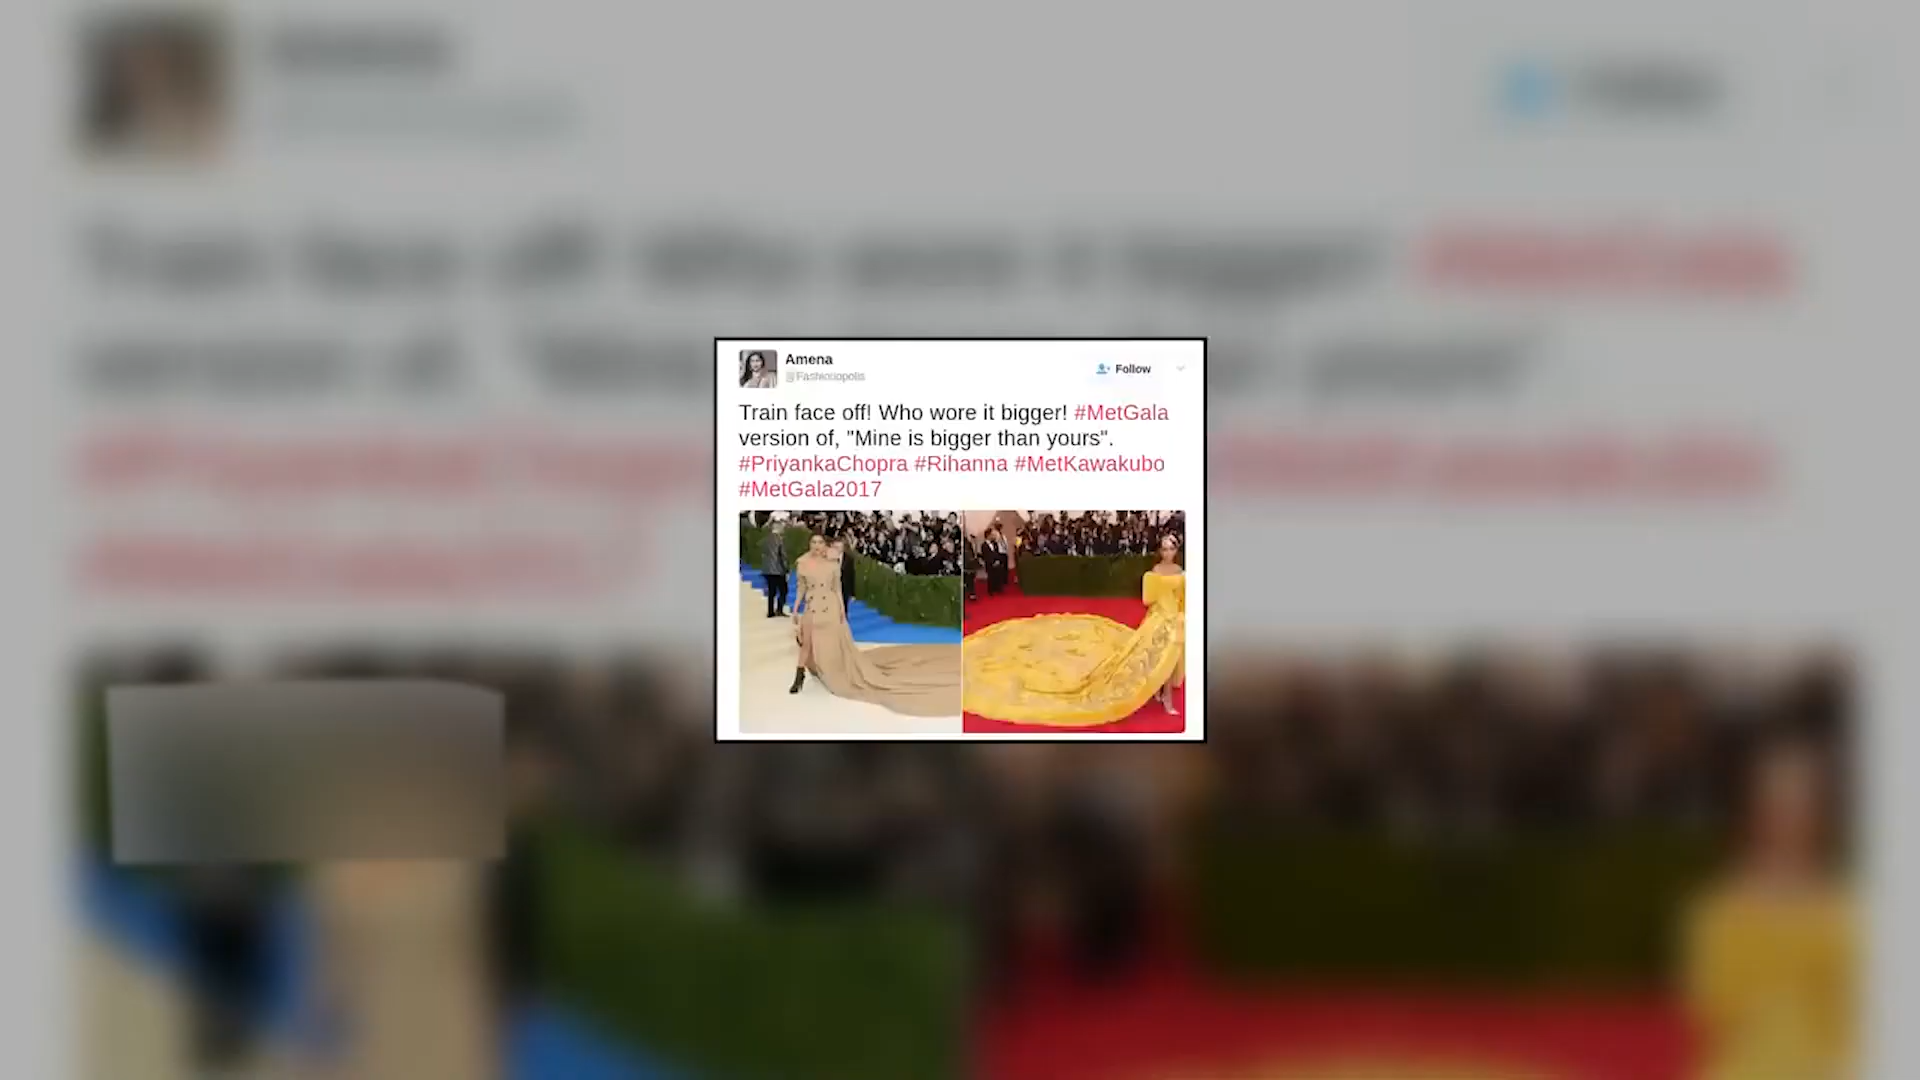 Amena
@Fashionopolis
Follow
Train face off! Who wore it bigger! #MetGala
version of, "Mine is bigger than yours".
#PriyankaChopra #Rihanna #MetKawakubo
#MetGala2017